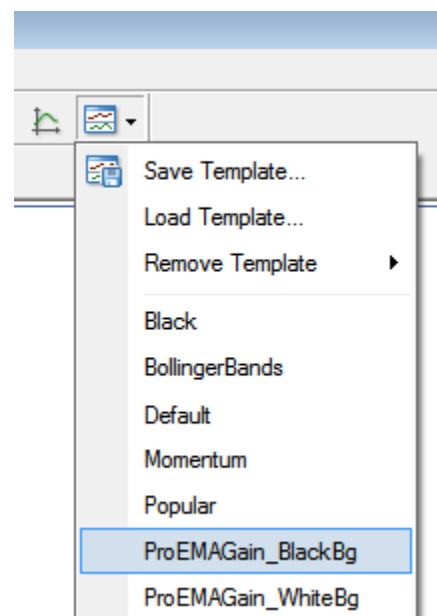 Save Template...
Load Template...
Remove Template
Black
BollingerBands
Default
Momentum
Popular
ProEMAGain_BlackBg
ProEMAGain_WhiteBg